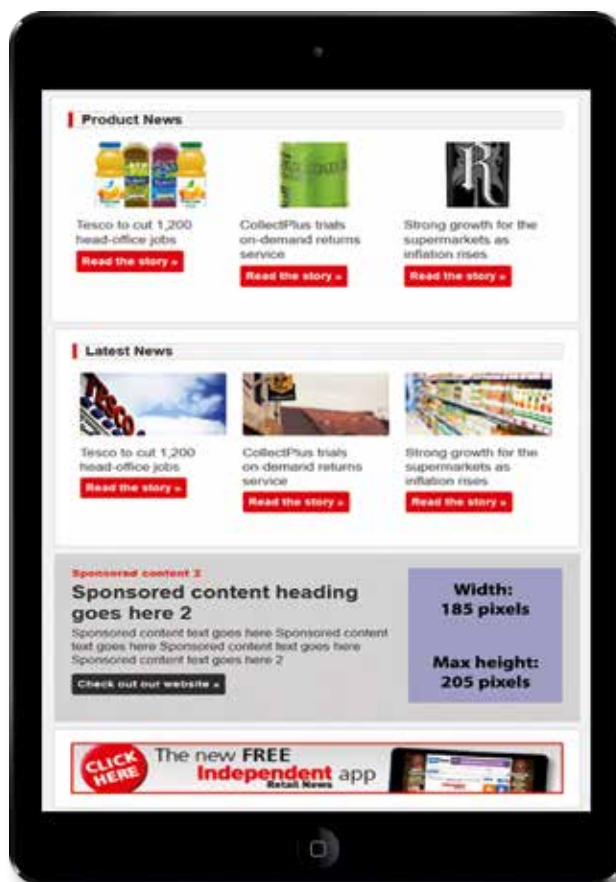 Product News
Tesco to cut 1,200
head-office jobs
Read the story »
CollectPlus trials
on-demand returns
service
Read the story »
Strong growth for the
supermarkets as
inflation rises
Read the story »
Latest News
TESCO
Tesco to cut 1,200
head-office jobs
Read the story »
CollectPlus trials
on-demand returns
service
Read the story »
Strong growth for the
supermarkets as
inflation rises
Read the story »
Sponsored content 2
Sponsored content heading
goes here 2
Sponsored content text goes here Sponsored content
text goes here Sponsored content text goes here
Sponsored content text goes here 2
Check out our website »
Width:
185 pixels
Max height:
205 pixels
CLICK
HERE
The new FREE
Independent app
Retail News